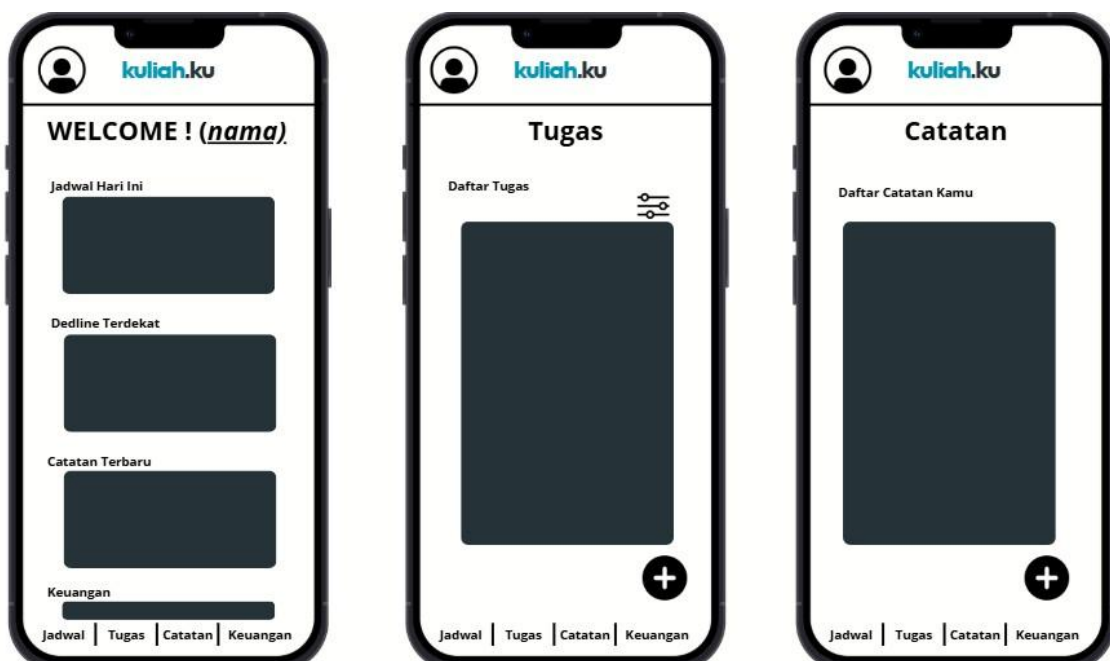 kuliah.ku
WELCOME ! (nama)
Jadwal Hari Ini
Dedline Terdekat
Catatan Terbaru
Keuangan
Jadwal | Tugas | Catatan | Keuangan
kuliah.ku
Tugas
Daftar Tugas
Jadwal | Tugas | Catatan | Keuangan
kuliah.ku
Catatan
Daftar Catatan Kamu
Jadwal | Tugas | Catatan | Keuangan